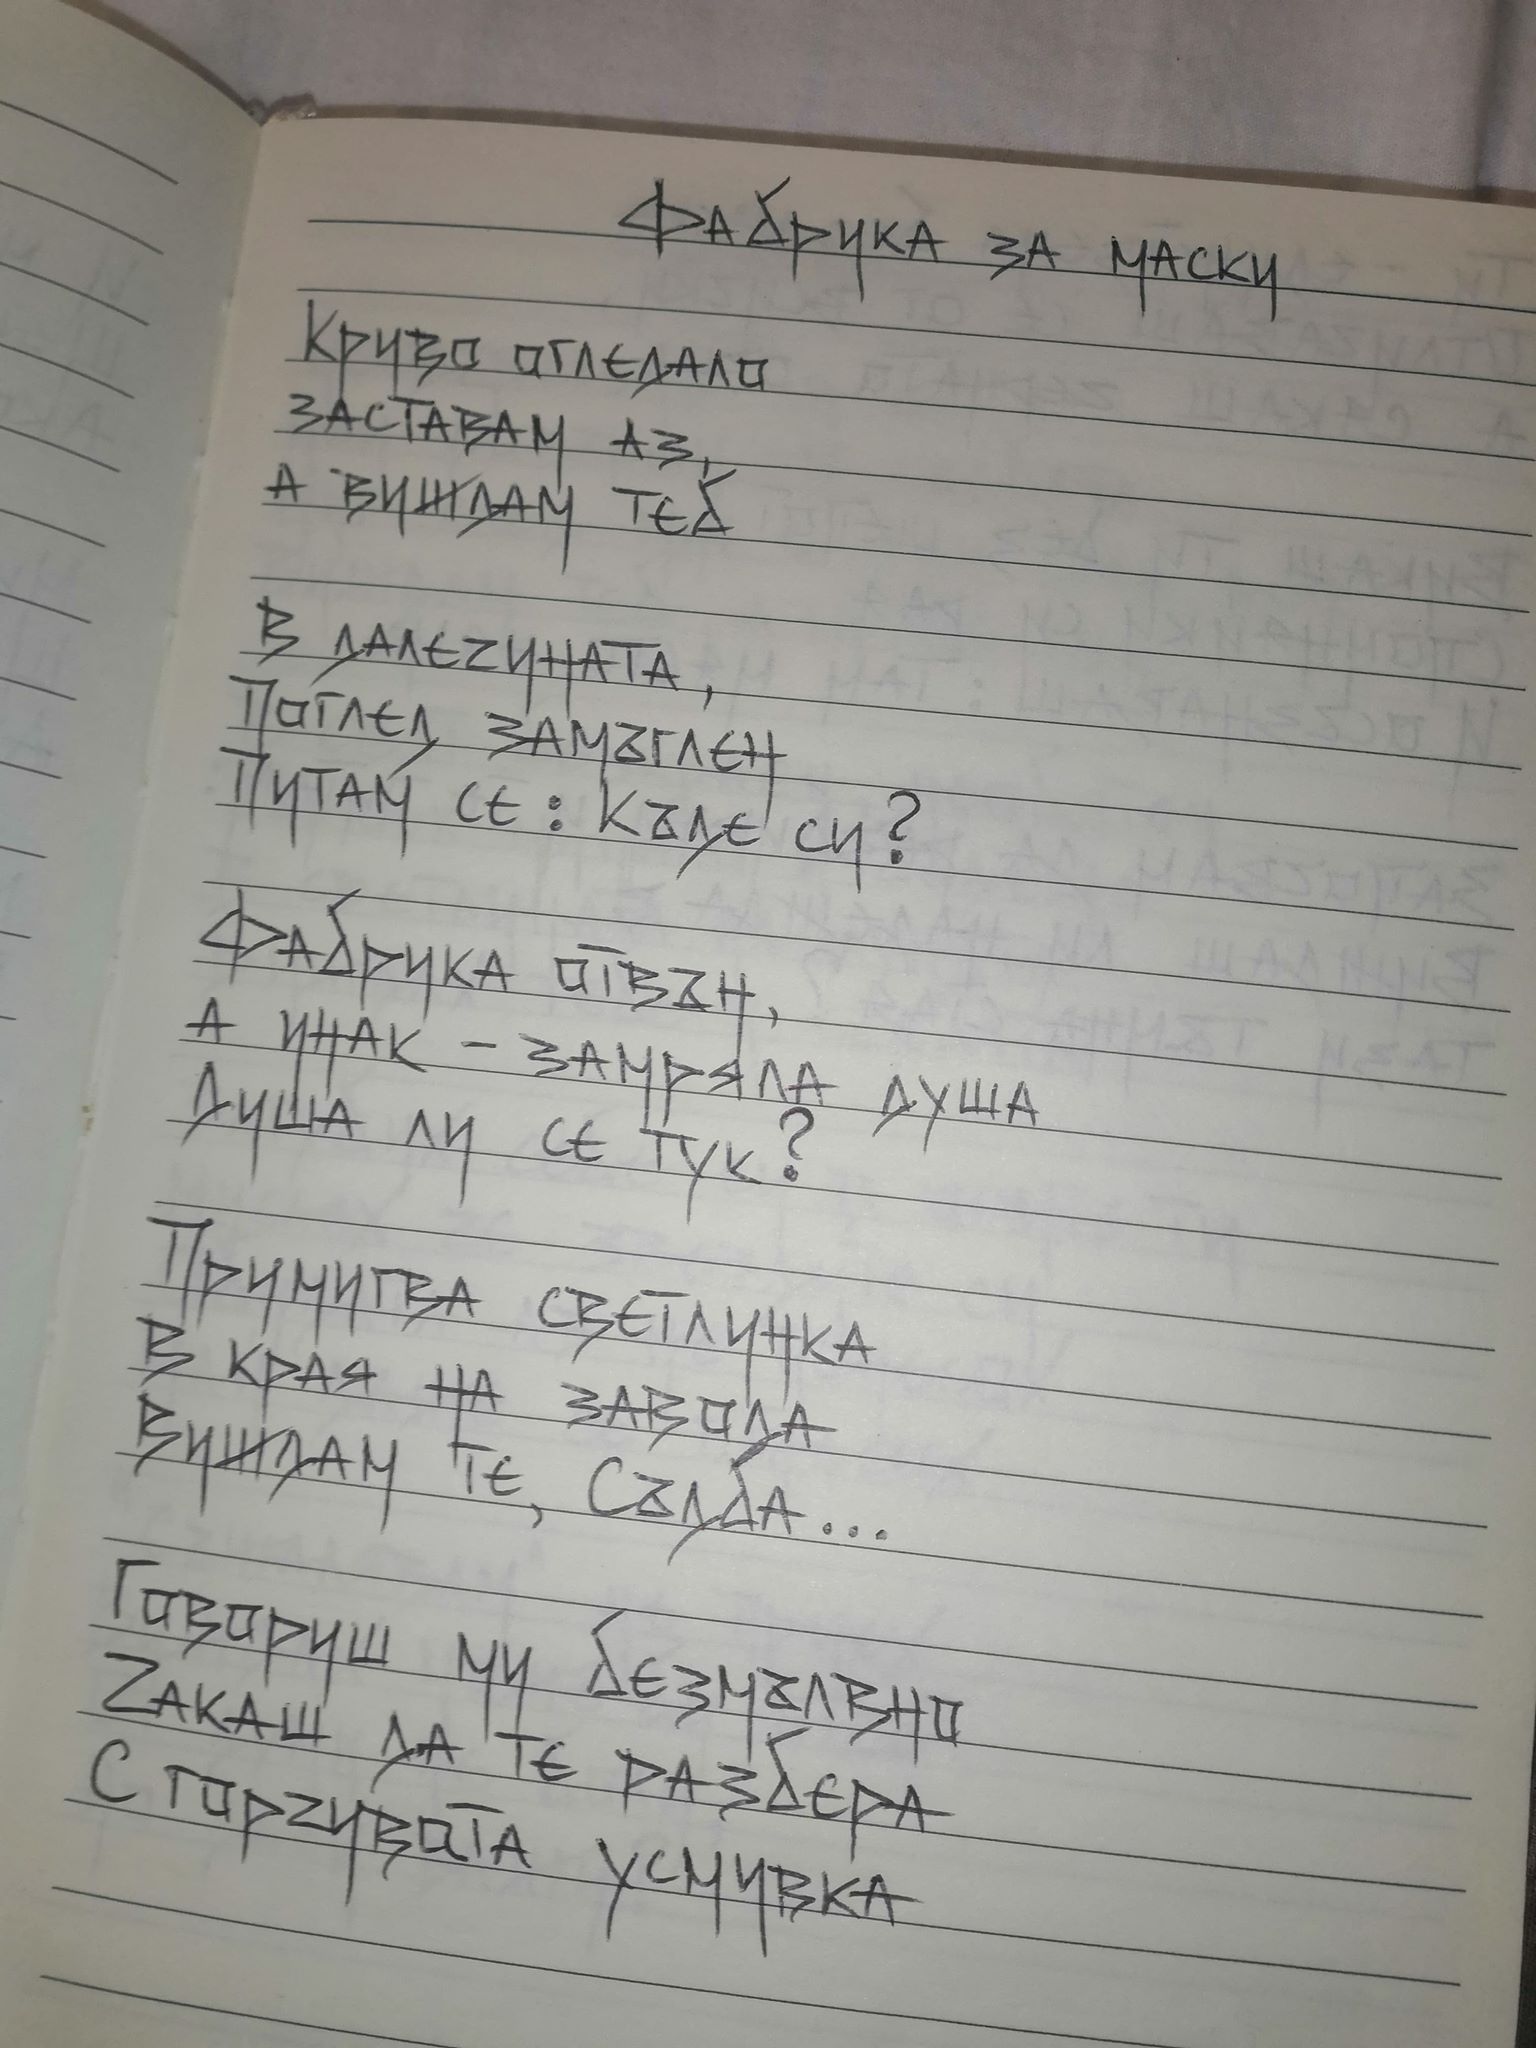 Фабрика за маски
Криво огледало
заставам аз,
а виждам теб
В далечината,
Поглед замъглен
Питам се: Къде си?
Фабрика отвън,
А инак - замряла душа
Душа ли се тук?
Примигва светлинка
В края на завода
Виждам те, Съдба...
Говориш ми безмълвно
Чакаш да те разбера
С горчивата усмивка